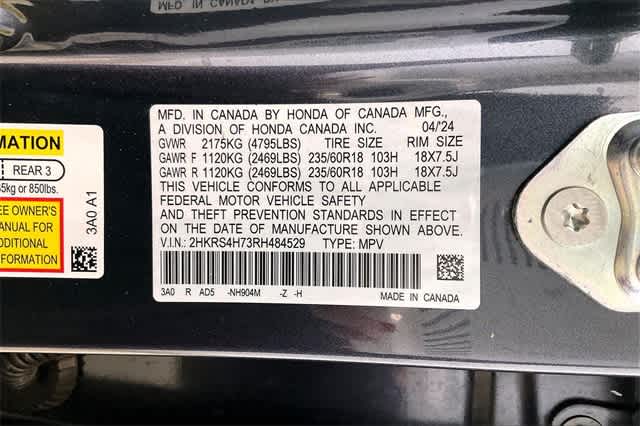 MFD. IN CANADA
MFD. IN CANADA BY HONDA OF CANADA MFG.,
A DIVISION OF HONDA CANADA INC. 04/24
GVWR 2175KG (4795LBS) TIRE SIZE RIM SIZE
GAWR F 1120KG (2469LBS) 235/60R18 103H 18X7.5J
GAWR R 1120KG (2469LBS) 235/60R18 103H 18X7.5J
THIS VEHICLE CONFORMS TO ALL APPLICABLE
FEDERAL MOTOR VEHICLE SAFETY
AND THEFT PREVENTION STANDARDS IN EFFECT
ON THE DATE OF MANUFACTURE SHOWN ABOVE.
V.I.N.: 2HKRS4H73RH484529 TYPE: MPV
3A0 R AD5 -NH904M -Z -H
MADE IN CANADA
MATION
REAR 3
5kg or 850lbs.
EE OWNER'S
ANUAL FOR
DDITIONAL
FORMATION
3A0 A1